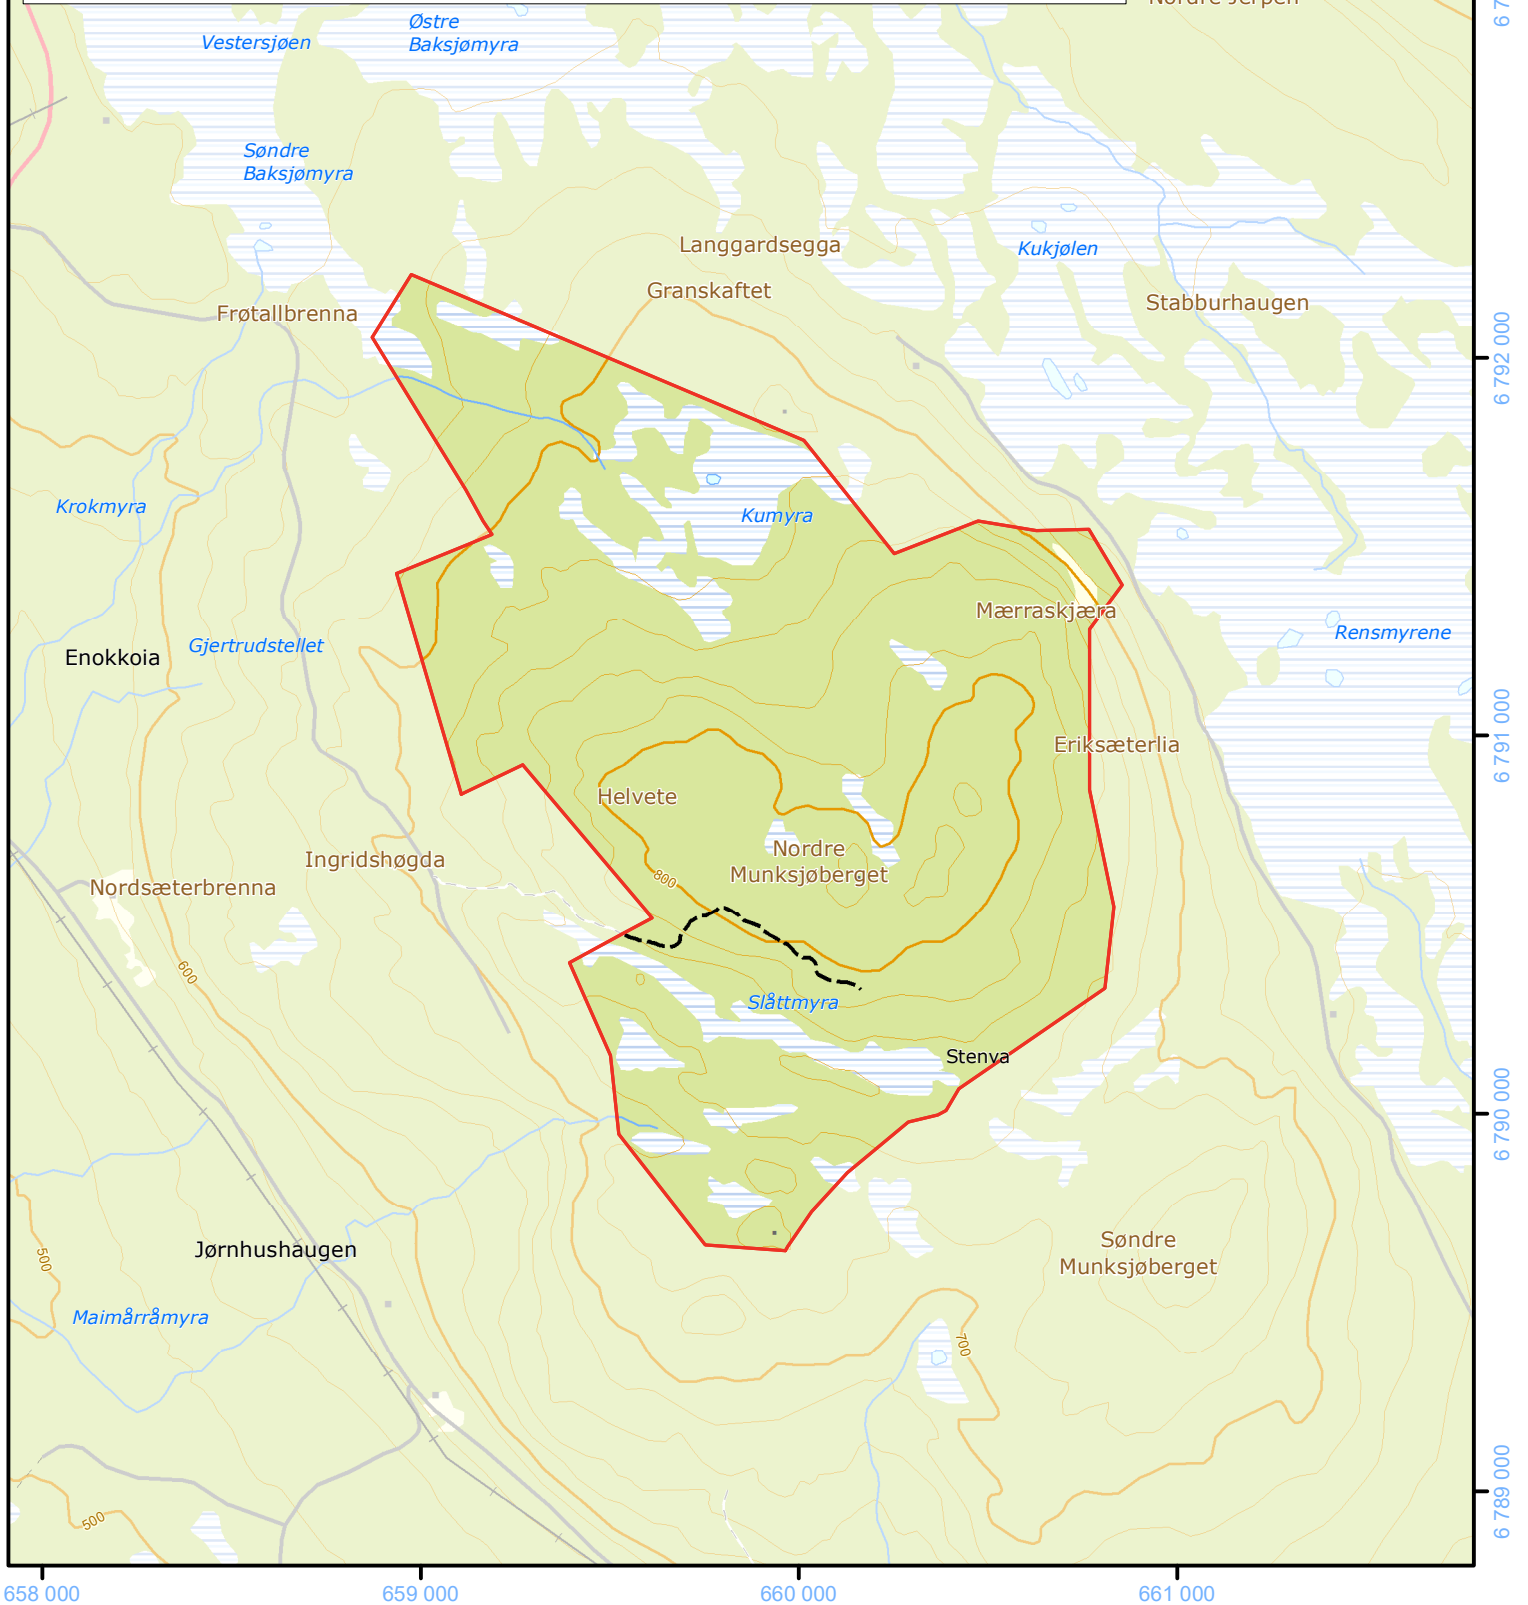 Nordre Jerpen
Østre
Baksjømyra
Vestersjøen
Søndre
Baksjømyra
Langgardsegga
Kukjølen
Granskaftet
Stabburhaugen
Frøtallbrenna
6 792 000
Krokmyra
Kumyra
Mærraskjæra
Rensmyrene
Gjertrudstellet
Enokkoia
6 791 000
Eriksæterlia
Helvete
Nordre
Munksjøberget
Ingridshøgda
800
Nordsæterbrenna
600
Slåttmyra
Stenva
6 790 000
Søndre
Munksjøberget
Jørnhushaugen
500
Maimårråmyra
700
6 789 000
500
658 000
659 000
660 000
661 000